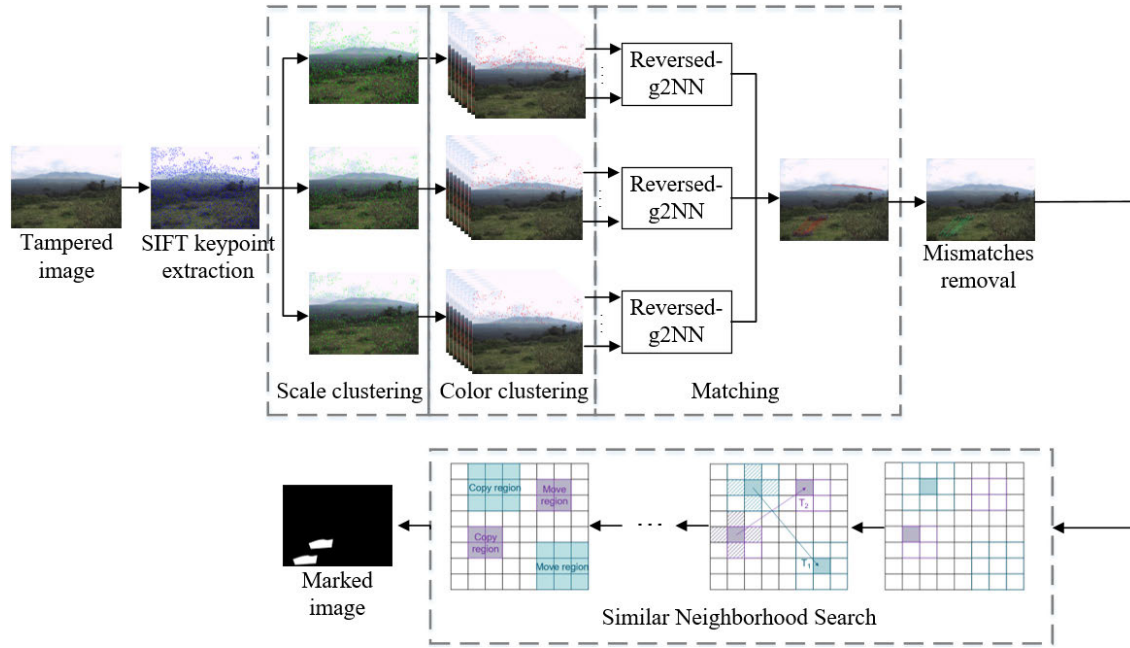 Reversed-
g2NN
Reversed-
g2NN
Reversed-
g2NN
Tampered
image
SIFT keypoint
extraction
Mismatches
removal
Scale clustering
Color clustering
Matching
Copy region
Move
region
Copy
region
Move region
T2
T1
Marked
image
Similar Neighborhood Search